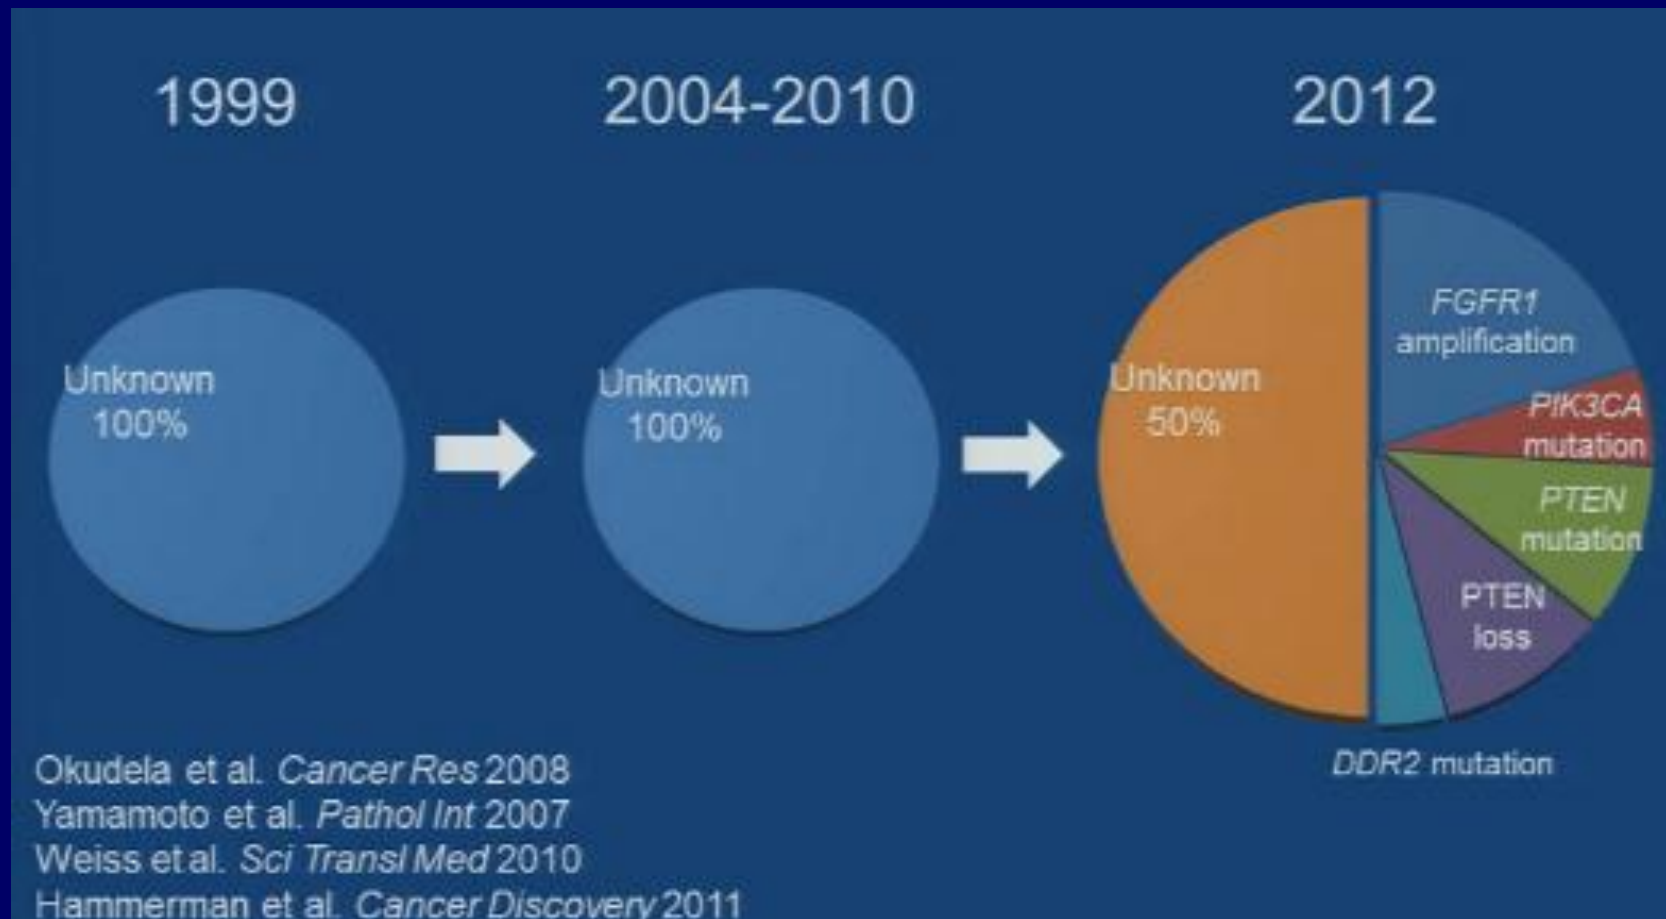 1999
2004-2010
2012
Unknown
100%
Unknown
100%
Unknown
50%
FGFR1
amplification
PIK3CA
mutation
PTEN
mutation
PTEN
loss
DDR2 mutation
Okudela et al. Cancer Res 2008
Yamamoto et al. Pathol Int 2007
Weiss et al. Sci Transl Med 2010
Hammerman et al. Cancer Discovery 2011